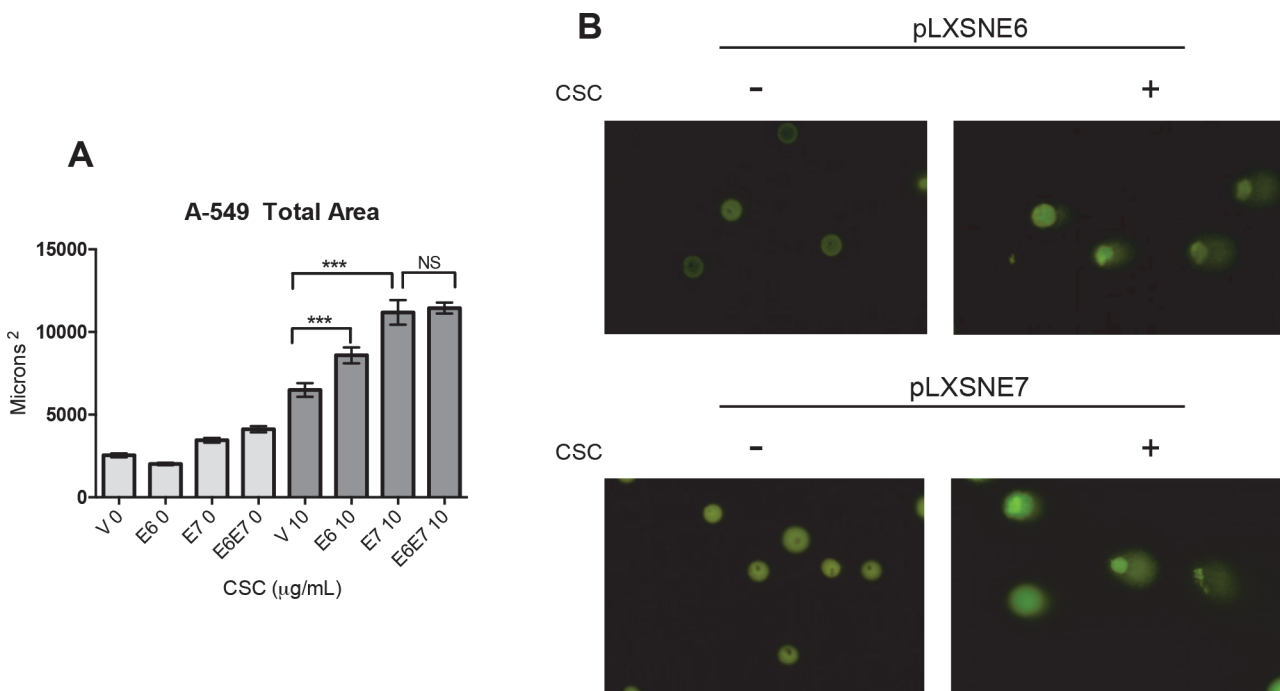 A
A-549 Total Area
Microns 2
15000
10000
5000
0
***
***
NS
V 0
E6 0
E7 0
E6E7 0
V 10
E6 10
E7 10
E6E7 10
CSC (μg/mL)
B
pLXSNE6
CSC - +
pLXSNE7
CSC - +